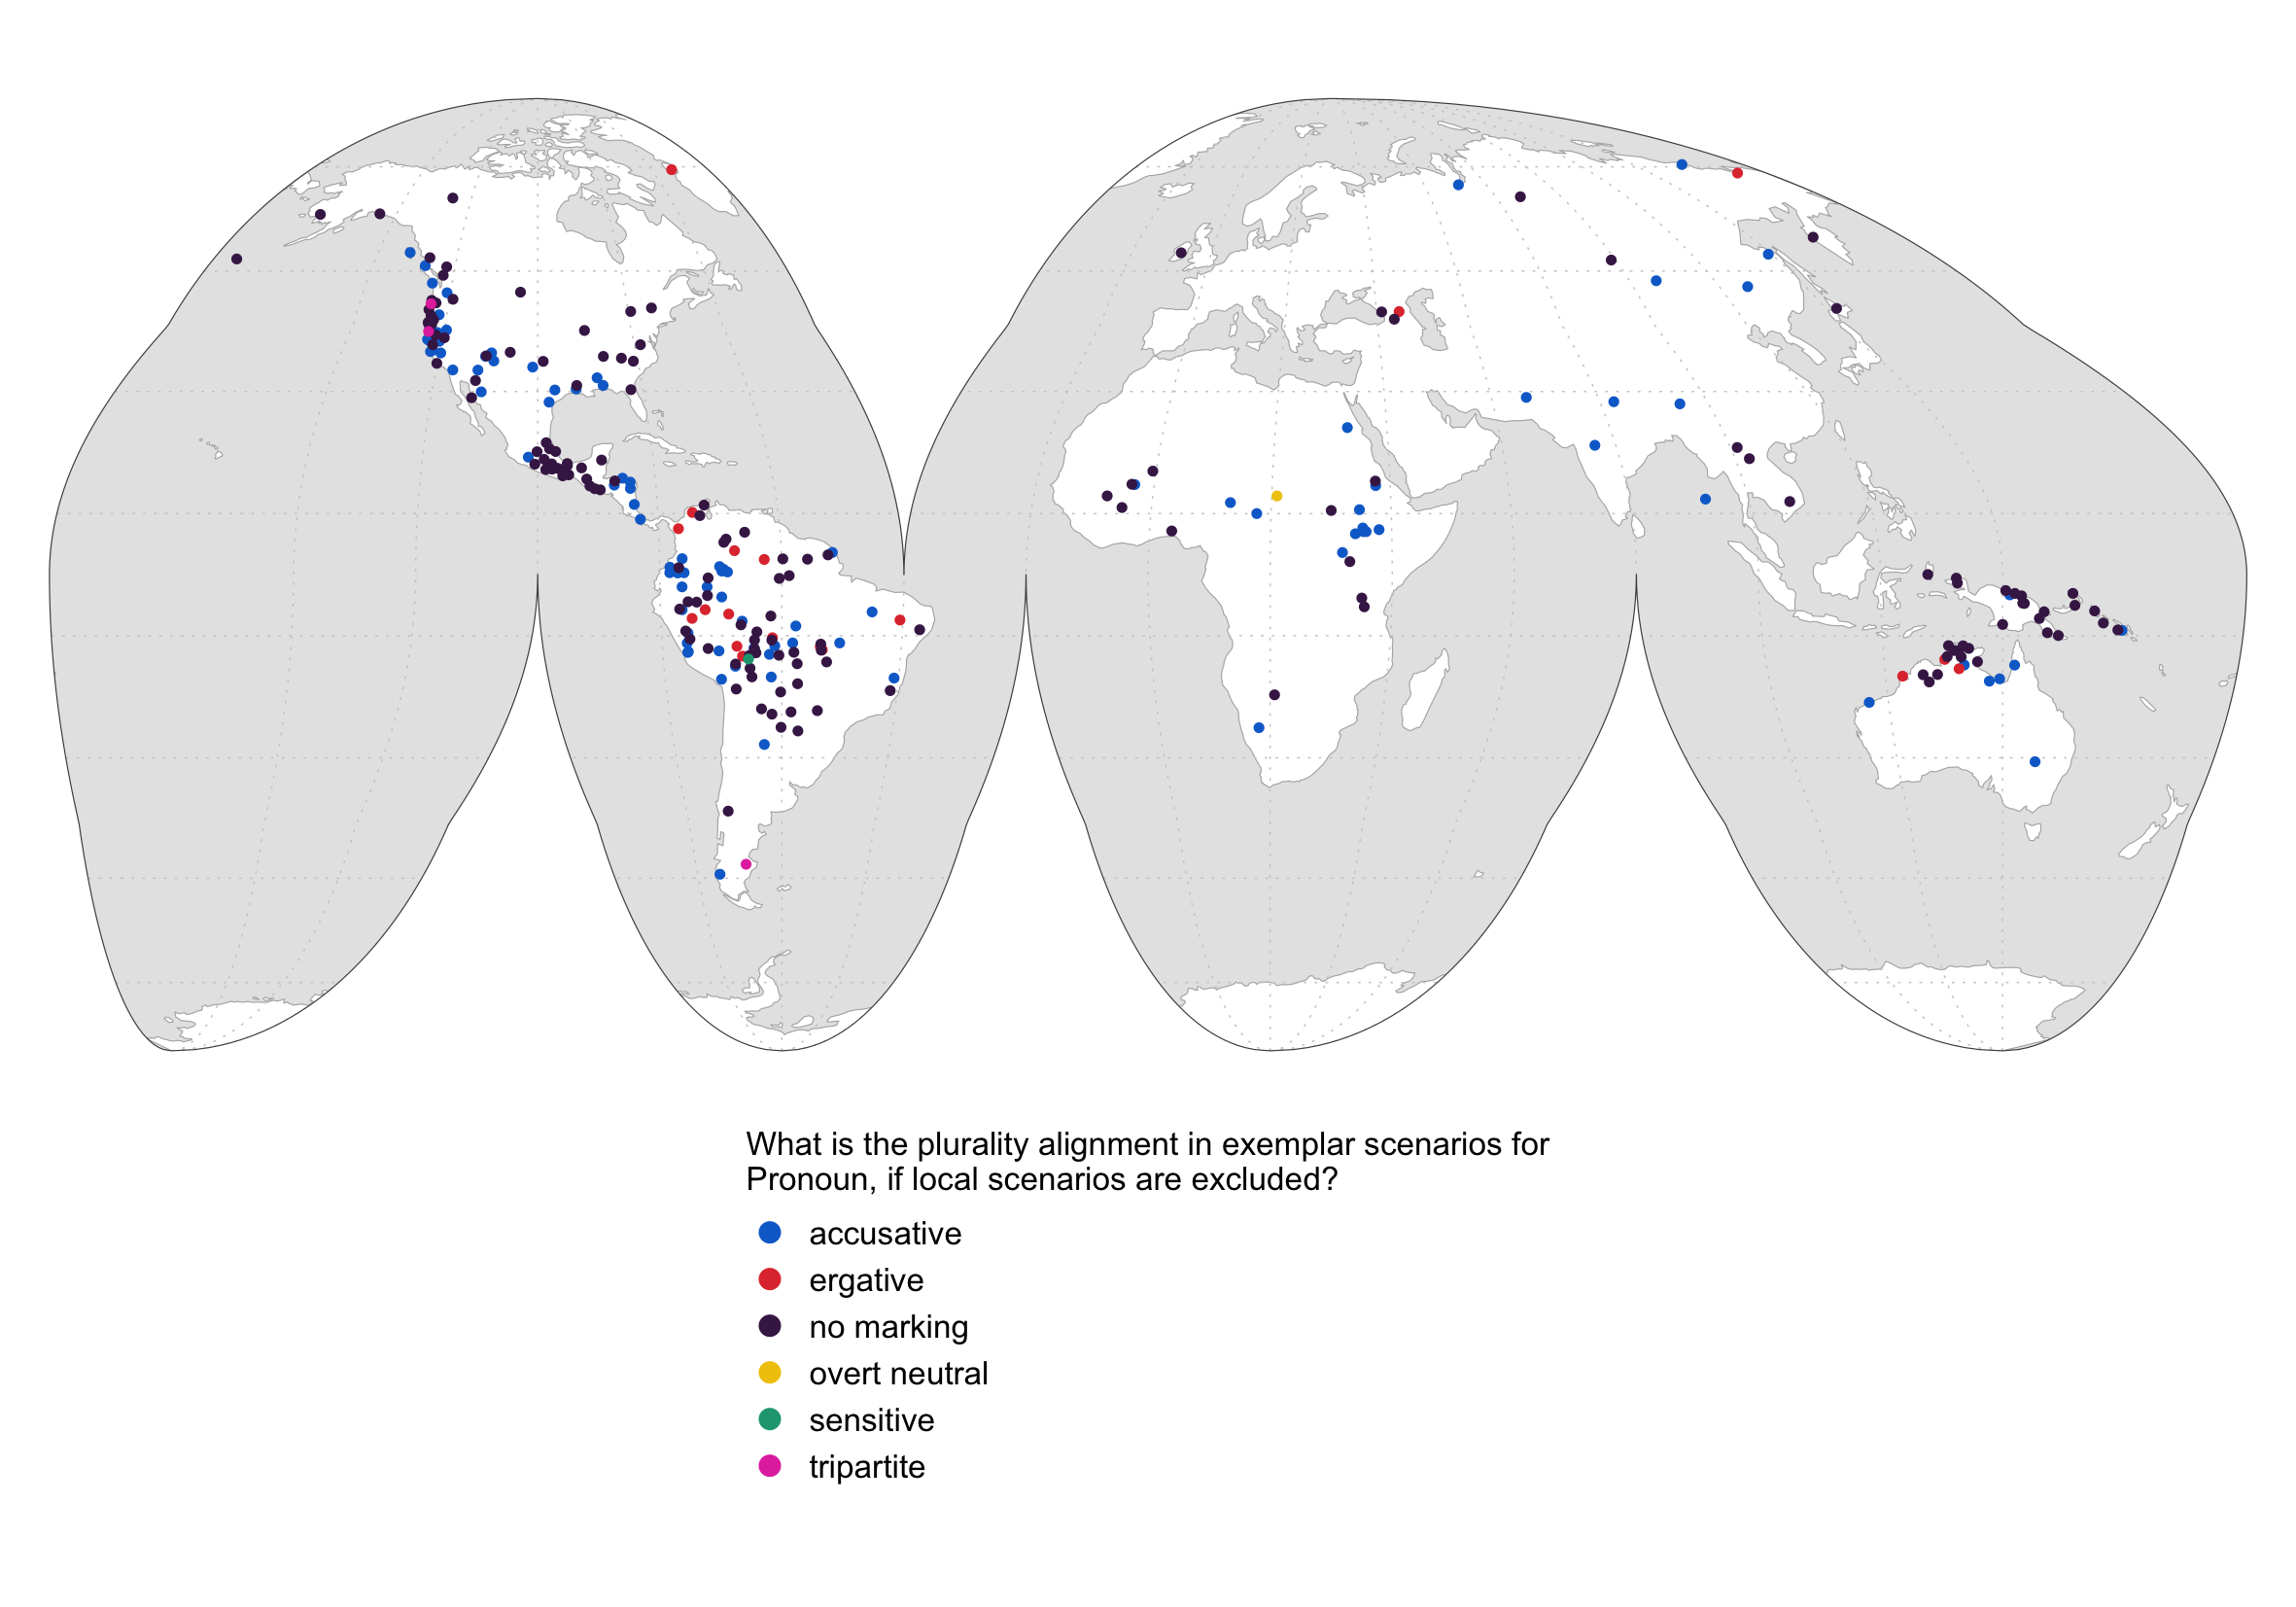 What is the plurality alignment in exemplar scenarios for
Pronoun, if local scenarios are excluded?
accusative
ergative
no marking
overt neutral
sensitive
tripartite